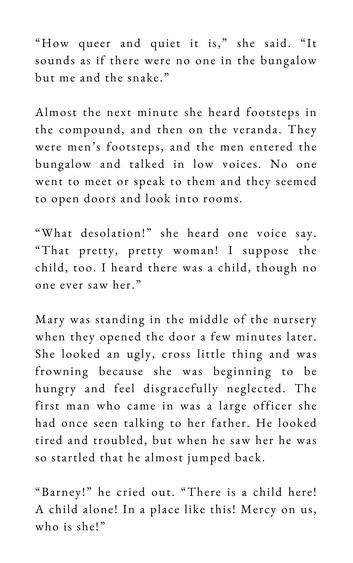 “How queer and quiet it is,” she said. “It
sounds as if there were no one in the bungalow
but me and the snake.”
Almost the next minute she heard footsteps in
the compound, and then on the veranda. They
were men’s footsteps, and the men entered the
bungalow and talked in low voices. No one
went to meet or speak to them and they seemed
to open doors and look into rooms.
“What desolation!” she heard one voice say.
“That pretty, pretty woman! I suppose the
child, too. I heard there was a child, though no
one ever saw her.”
Mary was standing in the middle of the nursery
when they opened the door a few minutes later.
She looked an ugly, cross little thing and was
frowning because she was beginning to be
hungry and feel disgracefully neglected. The
first man who came in was a large officer she
had once seen talking to her father. He looked
tired and troubled, but when he saw her he was
so startled that he almost jumped back.
“Barney!” he cried out. “There is a child here!
A child alone! In a place like this! Mercy on us,
who is she!”